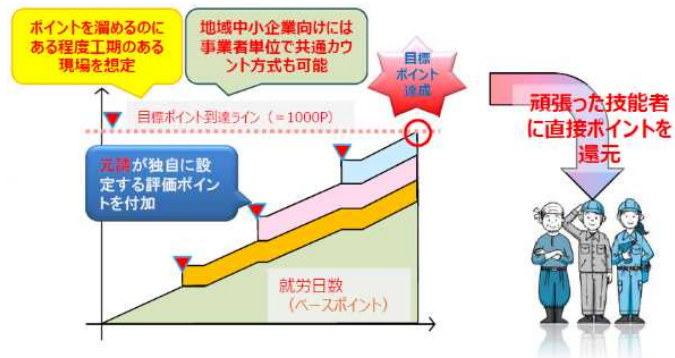 ポイントを溜めるのに
ある程度工期のある
現場を想定
地域中小企業向けには
事業者単位で共通カウ
ント方式も可能
目標
ポイント
達成
頑張った技能者
に直接ポイントを
還元
目標ポイント到達ライン（=1000P）
元請が独自に設
定する評価ポイ
ントを付加
就労日数
（ベースポイント）